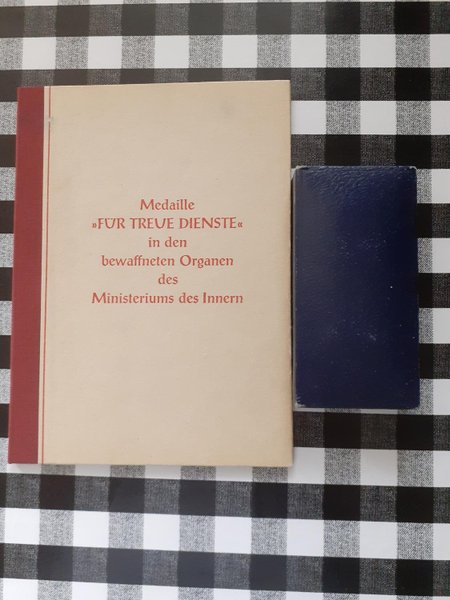 Medaille
»FÜR TREUE DIENSTE«
in den
bewaffneten Organen
des
Ministeriums des Innern